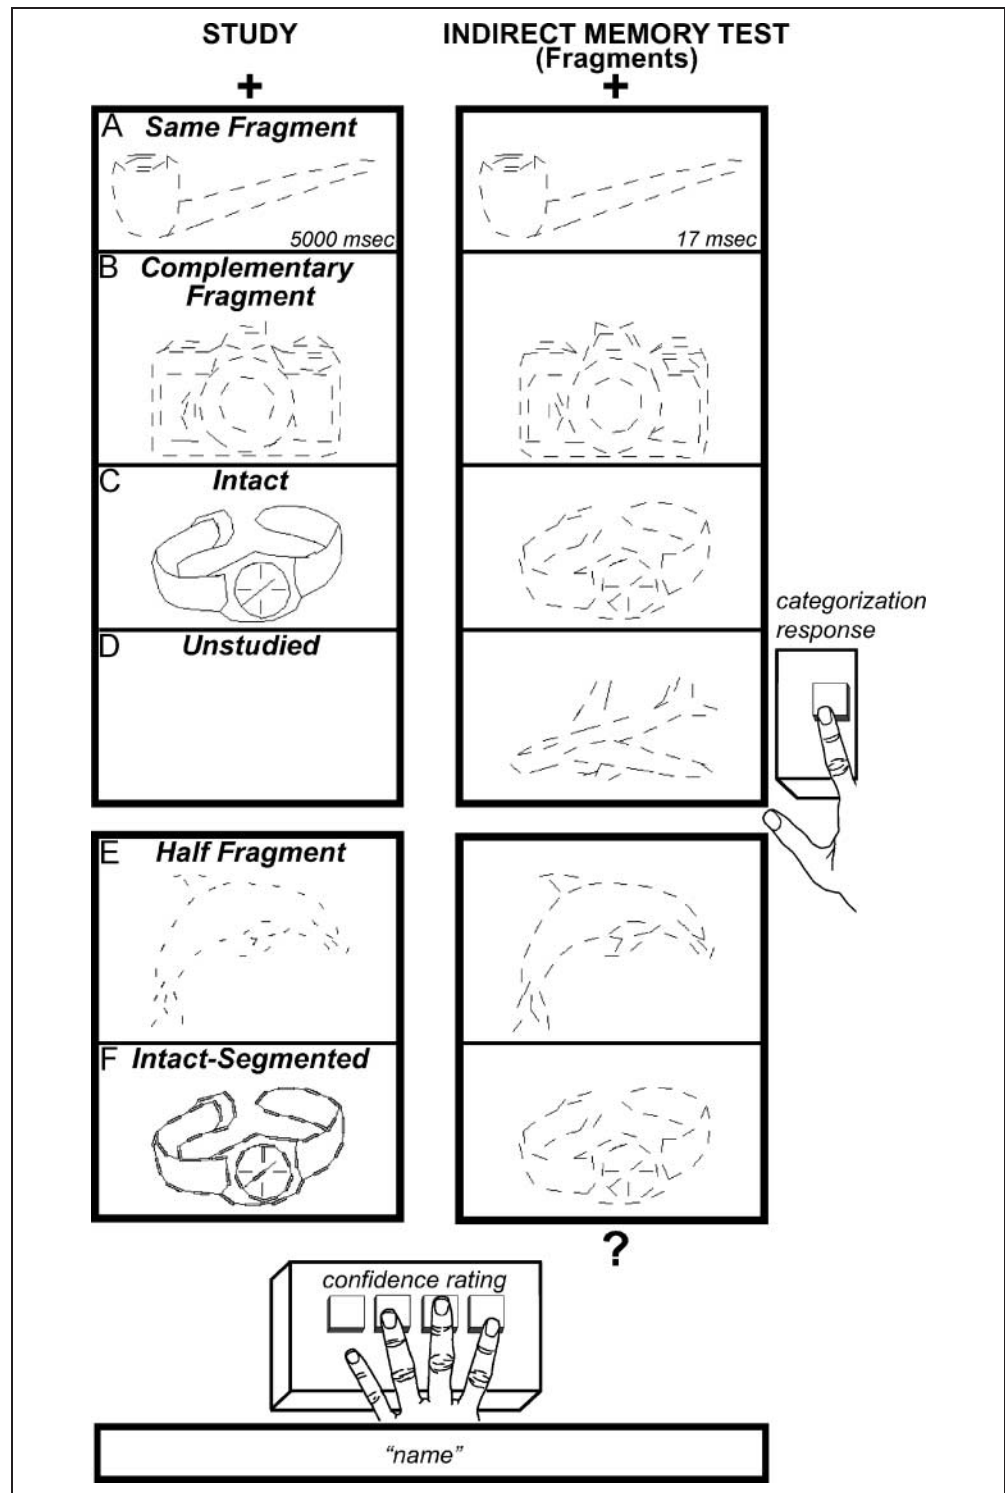 STUDY
INDIRECT MEMORY TEST
(Fragments)
+
+
A Same Fragment
5000 msec
17 msec
B Complementary
Fragment
C Intact
D Unstudied
categorization
response
E Half Fragment
F Intact-Segmented
?
confidence rating
“name”